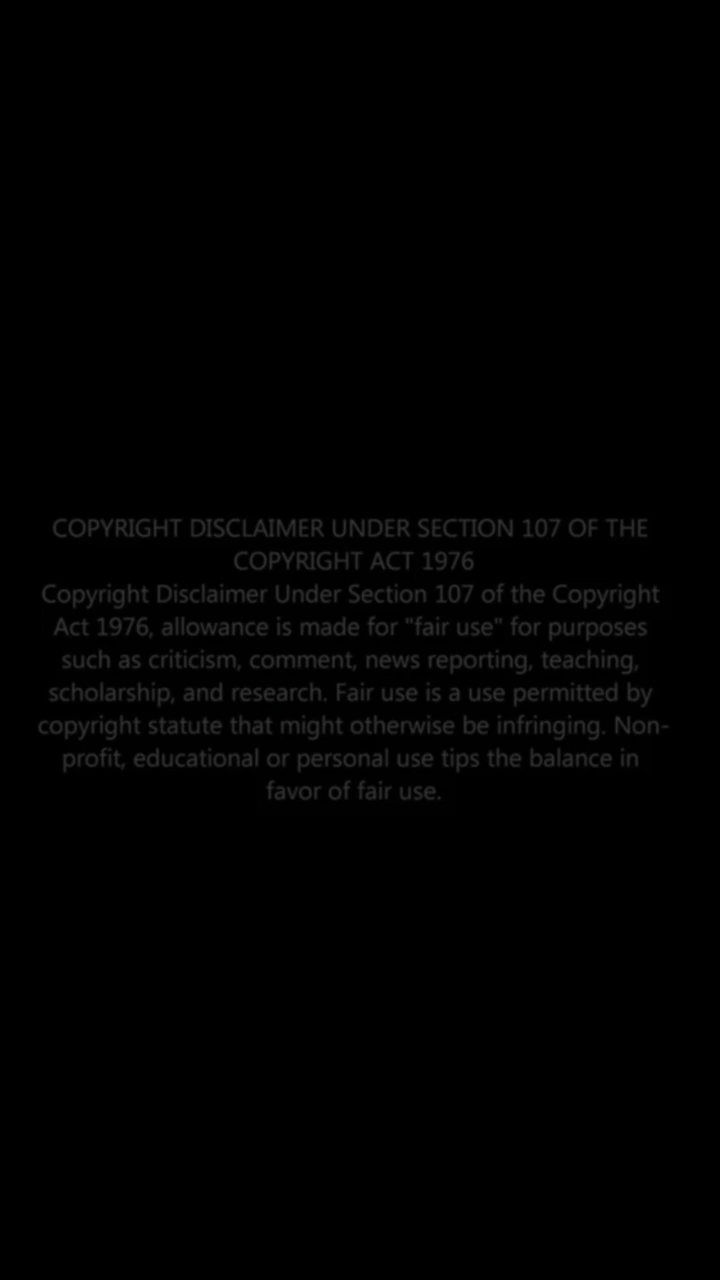 COPYRIGHT DISCLAIMER UNDER SECTION 107 OF THE
COPYRIGHT ACT 1976
Copyright Disclaimer Under Section 107 of the Copyright
Act 1976, allowance is made for "fair use" for purposes
such as criticism, comment, news reporting, teaching,
scholarship, and research. Fair use is a use permitted by
copyright statute that might otherwise be infringing. Non-
profit, educational or personal use tips the balance in
favor of fair use.